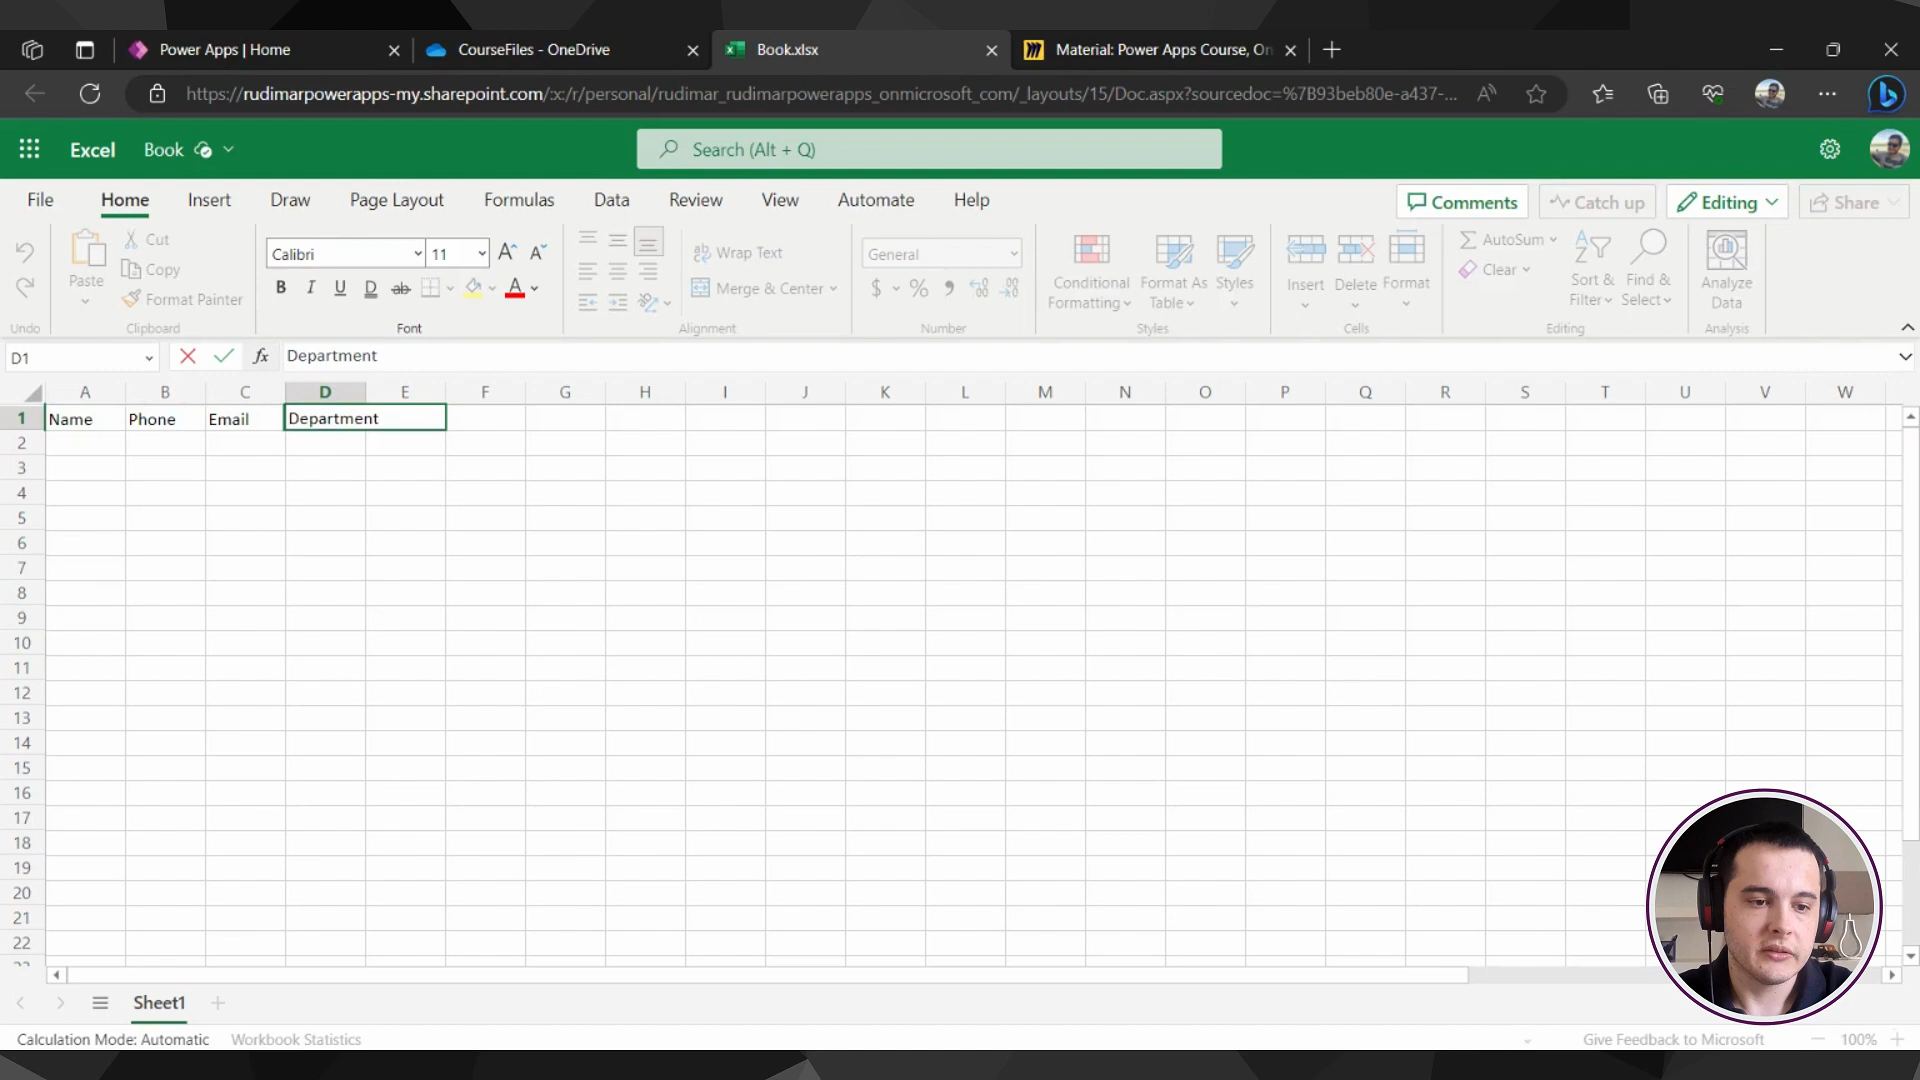 Power Apps | Home
CourseFiles - OneDrive
Book.xlsx
Material: Power Apps Course, On
https://rudimarpowerapps-my.sharepoint.com/:x:/r/personal/rudimar_rudimarpowerapps_onmicrosoft_com/_layouts/15/Doc.aspx?sourcedoc=%7B93beb80e-a437-...
Excel
Book
Search (Alt + Q)
File
Home
Insert
Draw
Page Layout
Formulas
Data
Review
View
Automate
Help
Comments
Catch up
Editing
Share
Paste
Cut
Copy
Format Painter
Calibri
11
B
I
U
D
ab
A
Wrap Text
Merge & Center
General
$ % 9
Conditional
Formatting
Format As
Table
Styles
Insert
Delete
Format
AutoSum
Clear
Sort &
Filter
Find &
Select
Analyze
Data
Undo
Clipboard
Font
Alignment
Number
Styles
Cells
Editing
Analysis
D1
fx
Department
A B C D E F G H I J K L M N O P Q R S T U V W
1 Name Phone Email Department
2
3
4
5
6
7
8
9
10
11
12
13
14
15
16
17
18
19
20
21
22
Sheet1
Calculation Mode: Automatic
Workbook Statistics
Give Feedback to Microsoft
100%